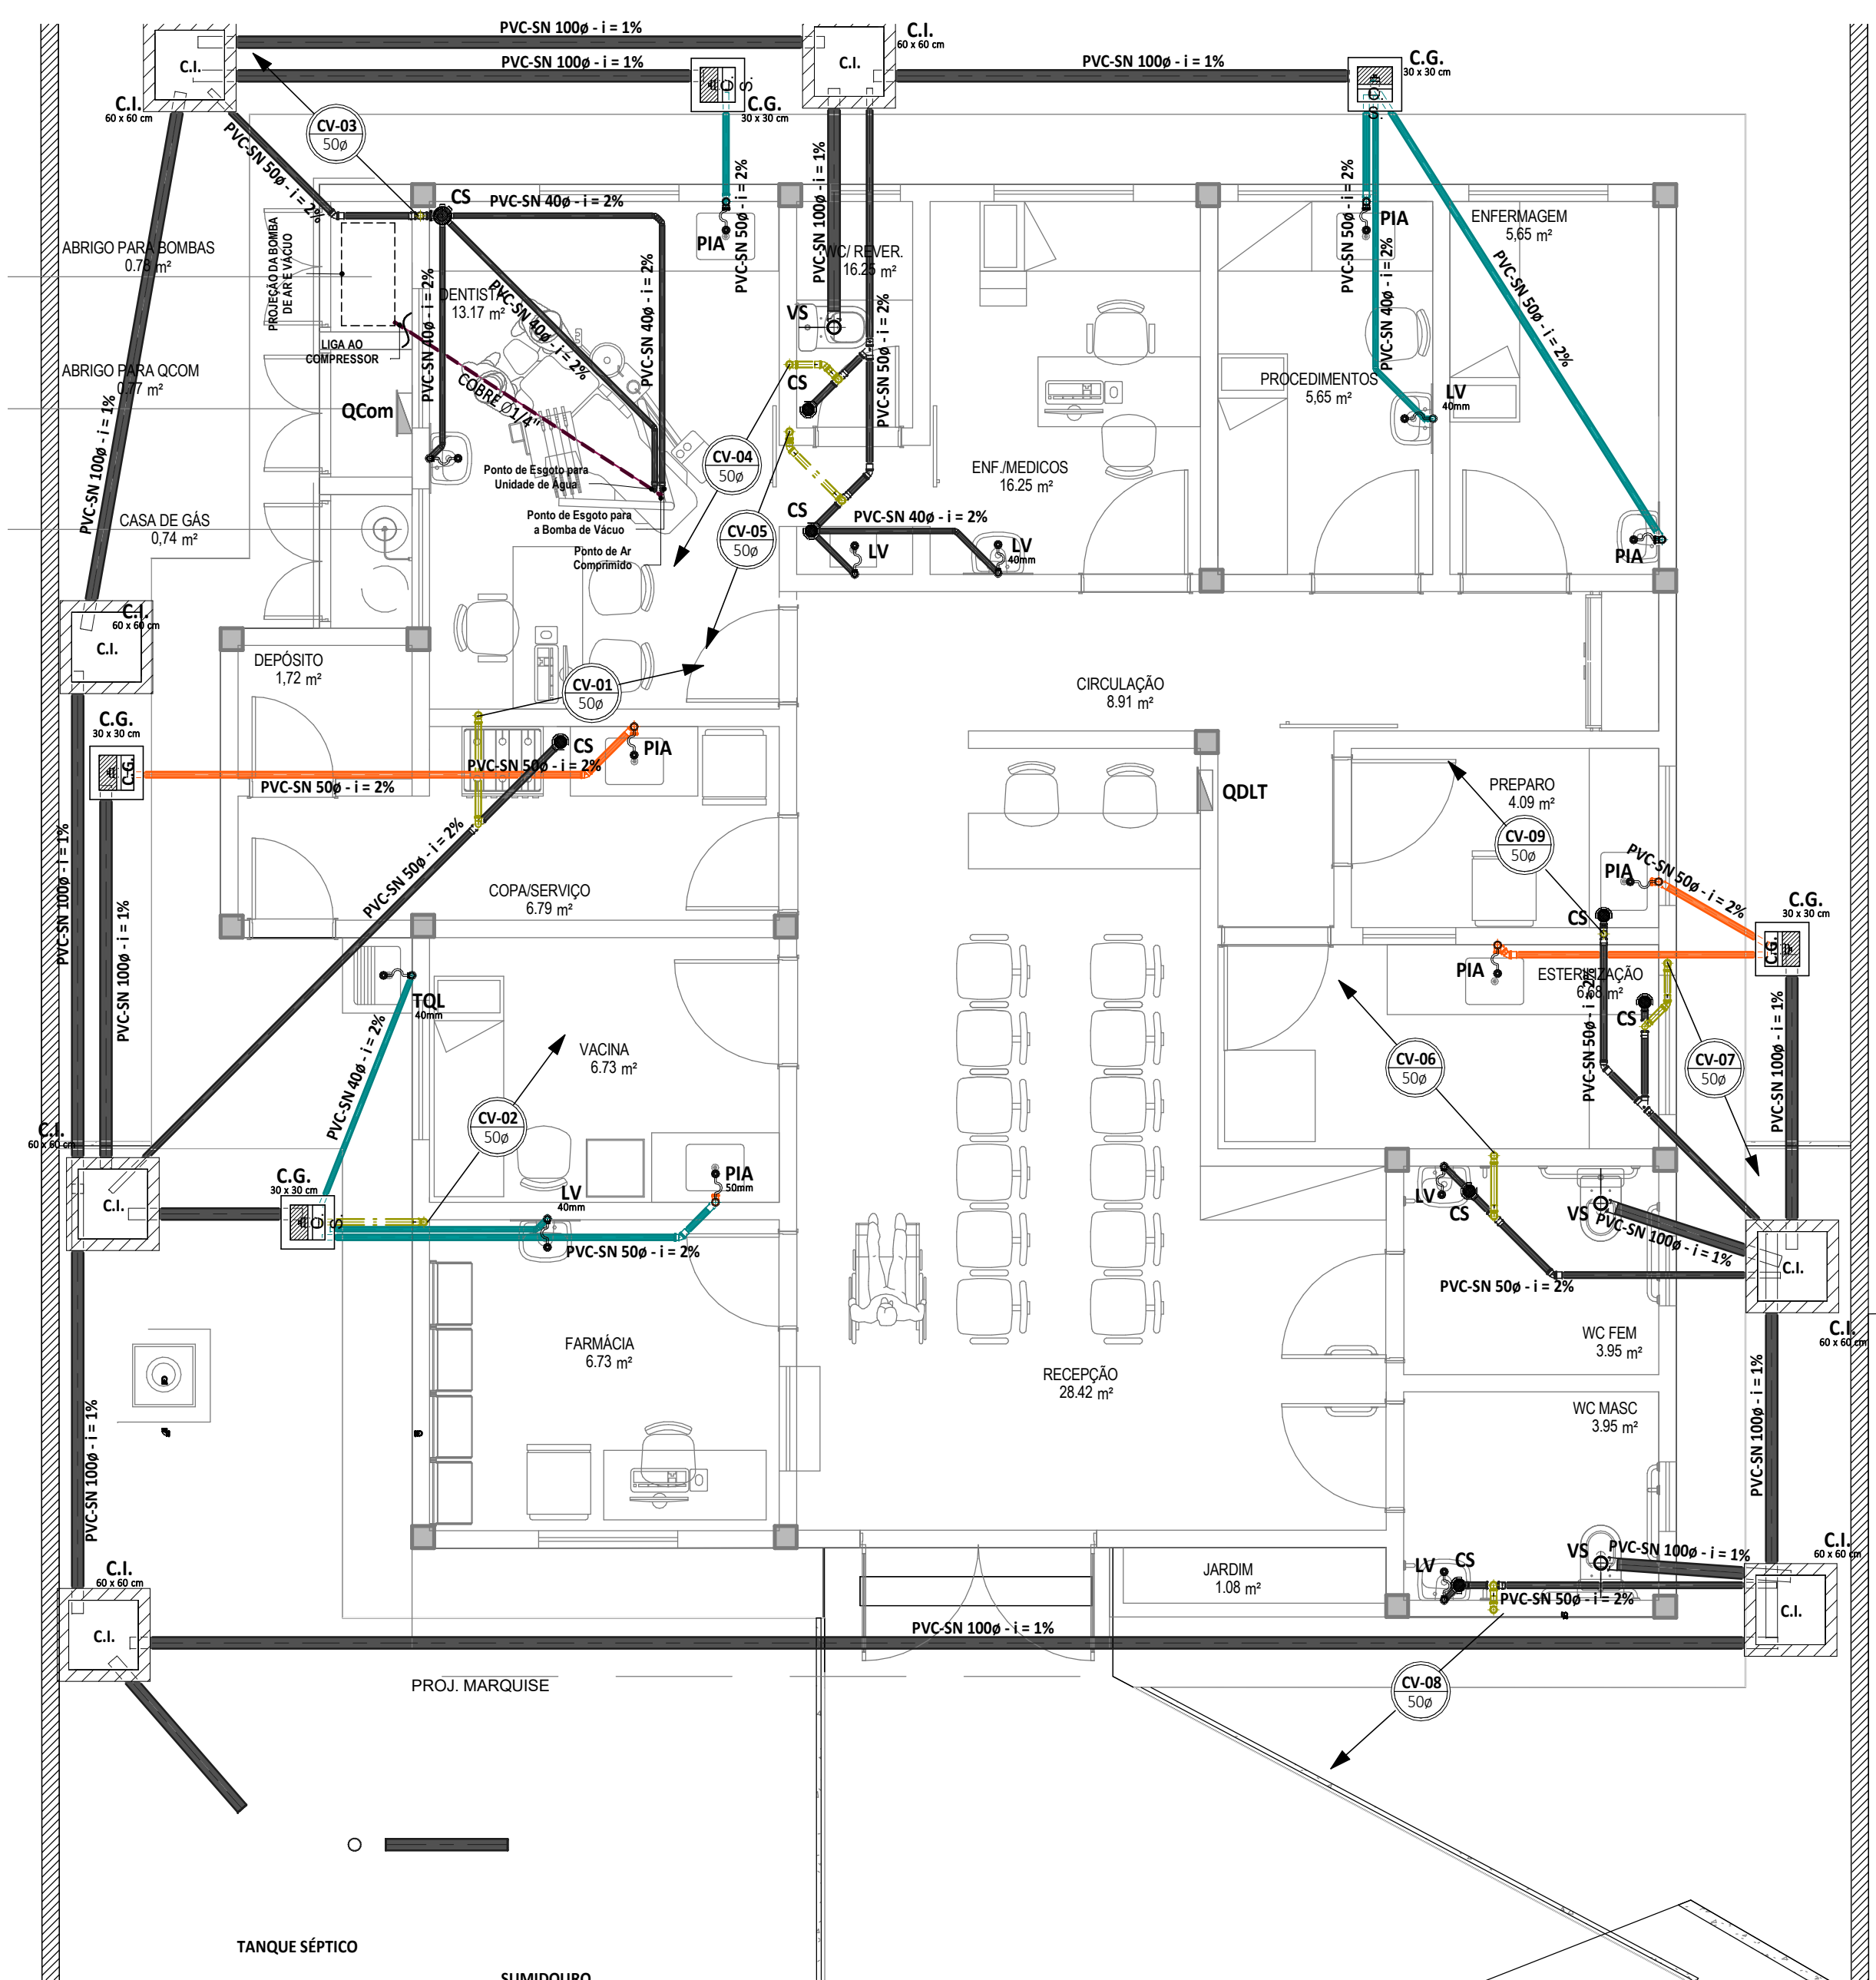 PVC-SN 100ø - i = 1%
C.I.
60 x 60 cm
C.I.
C.I.
PVC-SN 100ø - i = 1%
PVC-SN 100ø - i = 1%
C.G.
30 x 30 cm
C.I.
60 x 60 cm
C.G.
30 x 30 cm
CV-03
50ø
PVC-SN 50ø - i = 2%
CS
PVC-SN 40ø - i = 2%
PIA
PVC-SN 50ø - i = 2%
PVC-SN 100ø - i = 1%
WC/ REVER.
16.25 m²
PVC-SN 50ø - i = 2%
PIA
ENFERMAGEM
5,65 m²
ABRIGO PARA BOMBAS
0.78 m²
PROJEÇÃO DA BOMBA
DE AR E VÁCUO
PVC-SN 40ø - i = 2%
DENTISTA
13.17 m²
PVC-SN 40ø - i = 2%
PVC-SN 40ø - i = 2%
VS
PVC-SN 50ø - i = 2%
PVC-SN 40ø - i = 2%
PVC-SN 50ø - i = 2%
LIGA AO
COMPRESSOR
ABRIGO PARA QCOM
0.77 m²
PVC-SN 100ø - i = 1%
QCom
COBRE Ø1/4"
CS
PROCEDIMENTOS
5,65 m²
LV
40mm
CV-04
50ø
Ponto de Esgoto para
Unidade de Água
ENF./MEDICOS
16.25 m²
CASA DE GÁS
0,74 m²
Ponto de Esgoto para
a Bomba de Vácuo
CS
PVC-SN 40ø - i = 2%
CV-05
50ø
Ponto de Ar
Comprimido
LV
LV
40mm
PIA
C.I.
60 x 60 cm
C.I.
DEPÓSITO
1,72 m²
CV-01
50ø
CIRCULAÇÃO
8.91 m²
C.G.
30 x 30 cm
C.G.
CS
PIA
PVC-SN 50ø - i = 2%
PVC-SN 50ø - i = 2%
QDLT
PREPARO
4.09 m²
CV-09
50ø
PIA
PVC-SN 50ø - i = 2%
PVC-SN 100ø - i = 1%
PVC-SN 50ø - i = 2%
COPA/SERVIÇO
6.79 m²
CS
C.G.
30 x 30 cm
C.G.
PVC-SN 100ø - i = 1%
PIA
ESTERILIZAÇÃO
6.68 m²
TQL
40mm
PVC-SN 40ø - i = 2%
VACINA
6.73 m²
CS
PVC-SN 50ø - i = 2%
CV-06
50ø
CV-07
50ø
PVC-SN 100ø - i = 1%
CV-02
50ø
C.I.
60 x 60 cm
C.I.
C.G.
30 x 30 cm
LV
40mm
PIA
50mm
PVC-SN 50ø - i = 2%
LV
CS
VS
PVC-SN 100ø - i = 1%
PVC-SN 50ø - i = 2%
C.I.
C.I.
60 x 60 cm
FARMÁCIA
6.73 m²
WC FEM
3.95 m²
RECEPÇÃO
28.42 m²
WC MASC
3.95 m²
PVC-SN 100ø - i = 1%
PVC-SN 100ø - i = 1%
C.I.
60 x 60 cm
C.I.
JARDIM
1.08 m²
LV
CS
VS
PVC-SN 100ø - i = 1%
PVC-SN 50ø - i = 2%
C.I.
60 x 60 cm
C.I.
PVC-SN 100ø - i = 1%
PROJ. MARQUISE
CV-08
50ø
TANQUE SÉPTICO
SUMIDOURO